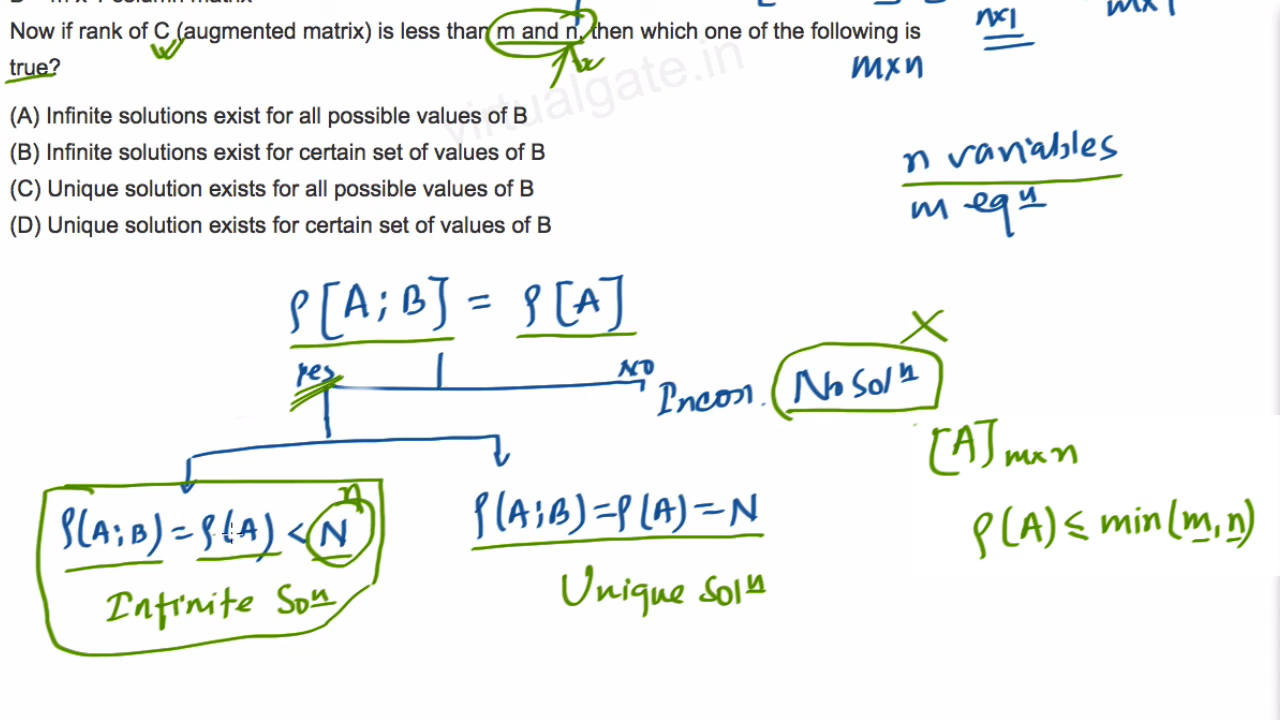 Now if rank of C (augmented matrix) is less than m and n, then which one of the following is
true?
(A) Infinite solutions exist for all possible values of B
(B) Infinite solutions exist for certain set of values of B
(C) Unique solution exists for all possible values of B
(D) Unique solution exists for certain set of values of B
virtualgate.in
n×1
m×n
n variables
m eqⁿ
ρ[A;B] = ρ[A]
yes
NO
Incon. No Solⁿ
[A]m×n
ρ(A;B)=ρ(A)<N
n
Infinite Soⁿ
ρ(A;B)=ρ(A)=N
Unique Solⁿ
ρ(A)≤min(m,n)